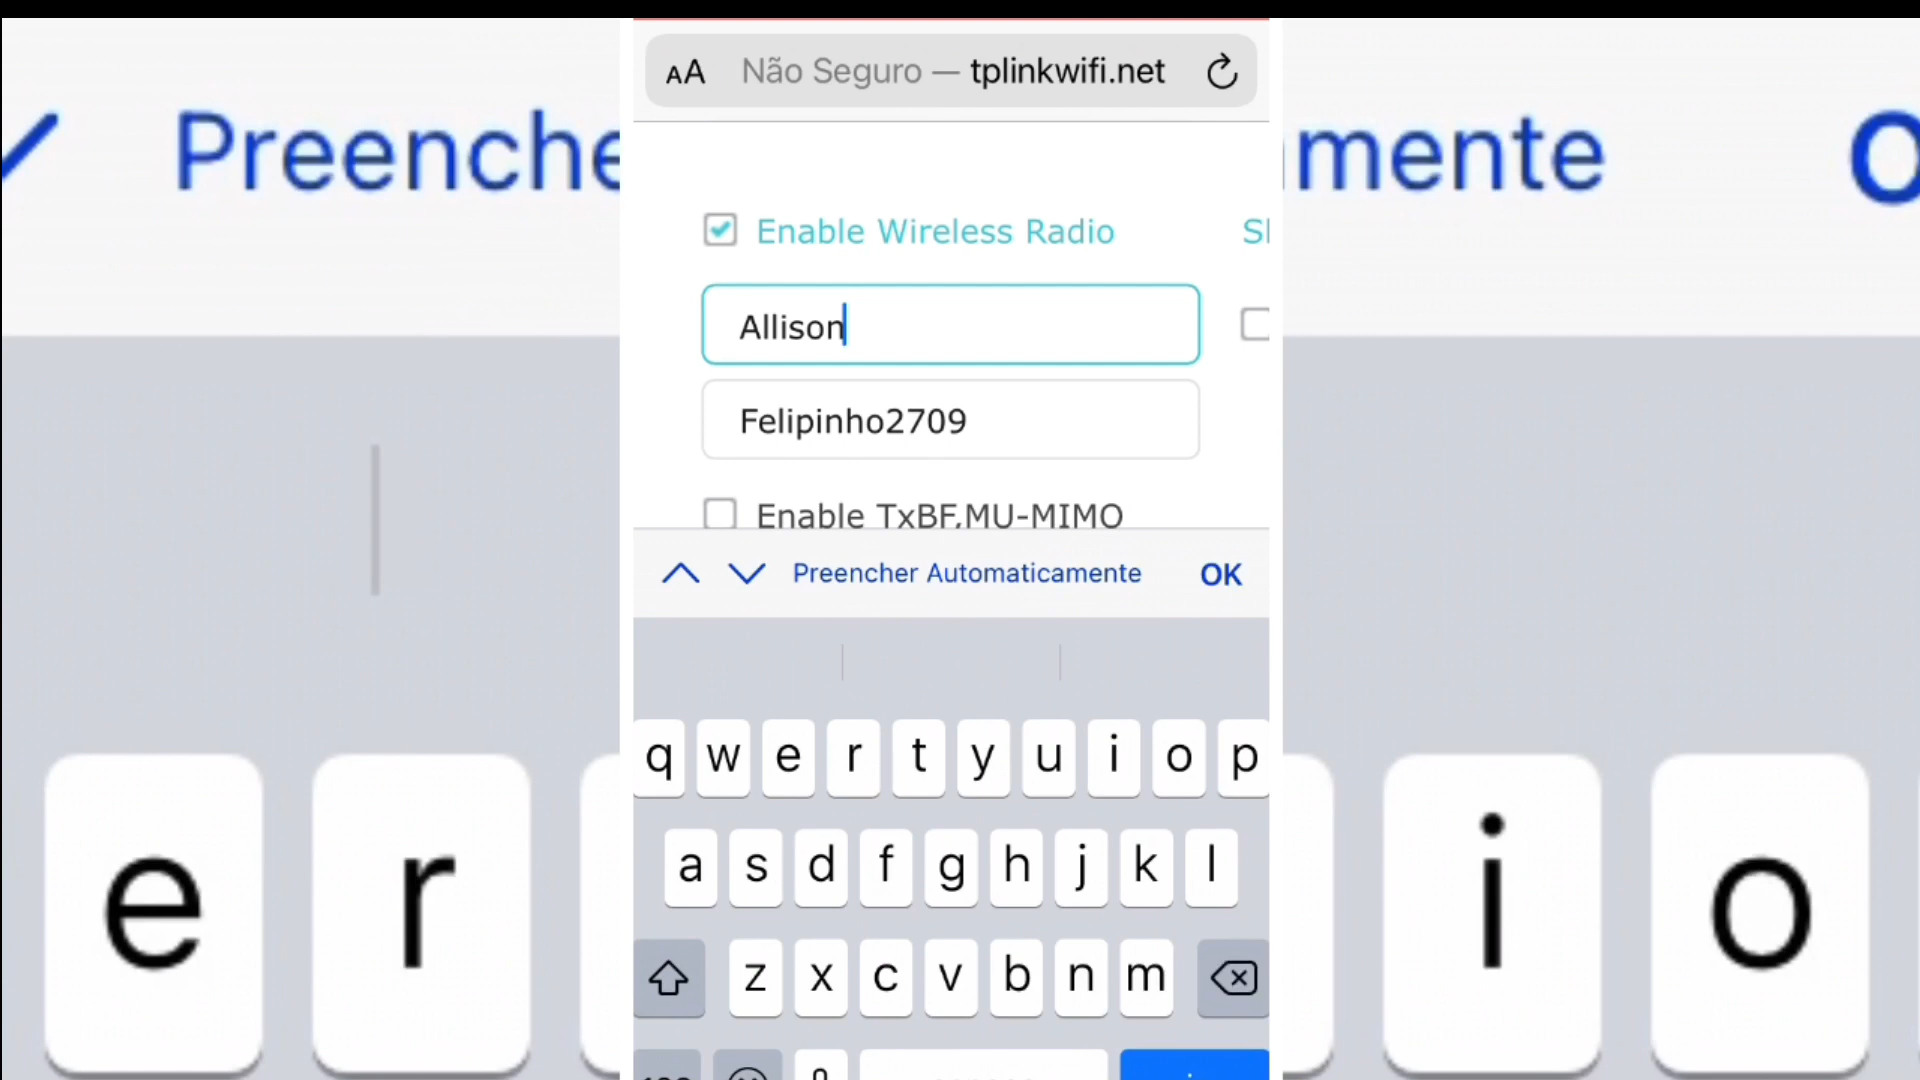 Preenche
mente
O
AA Não Seguro — tplinkwifi.net
Enable Wireless Radio
Allison
Felipinho2709
Enable TxBF,MU-MIMO
Preencher Automaticamente OK
q w e r t y u i o p
a s d f g h j k l
z x c v b n m
e r i o